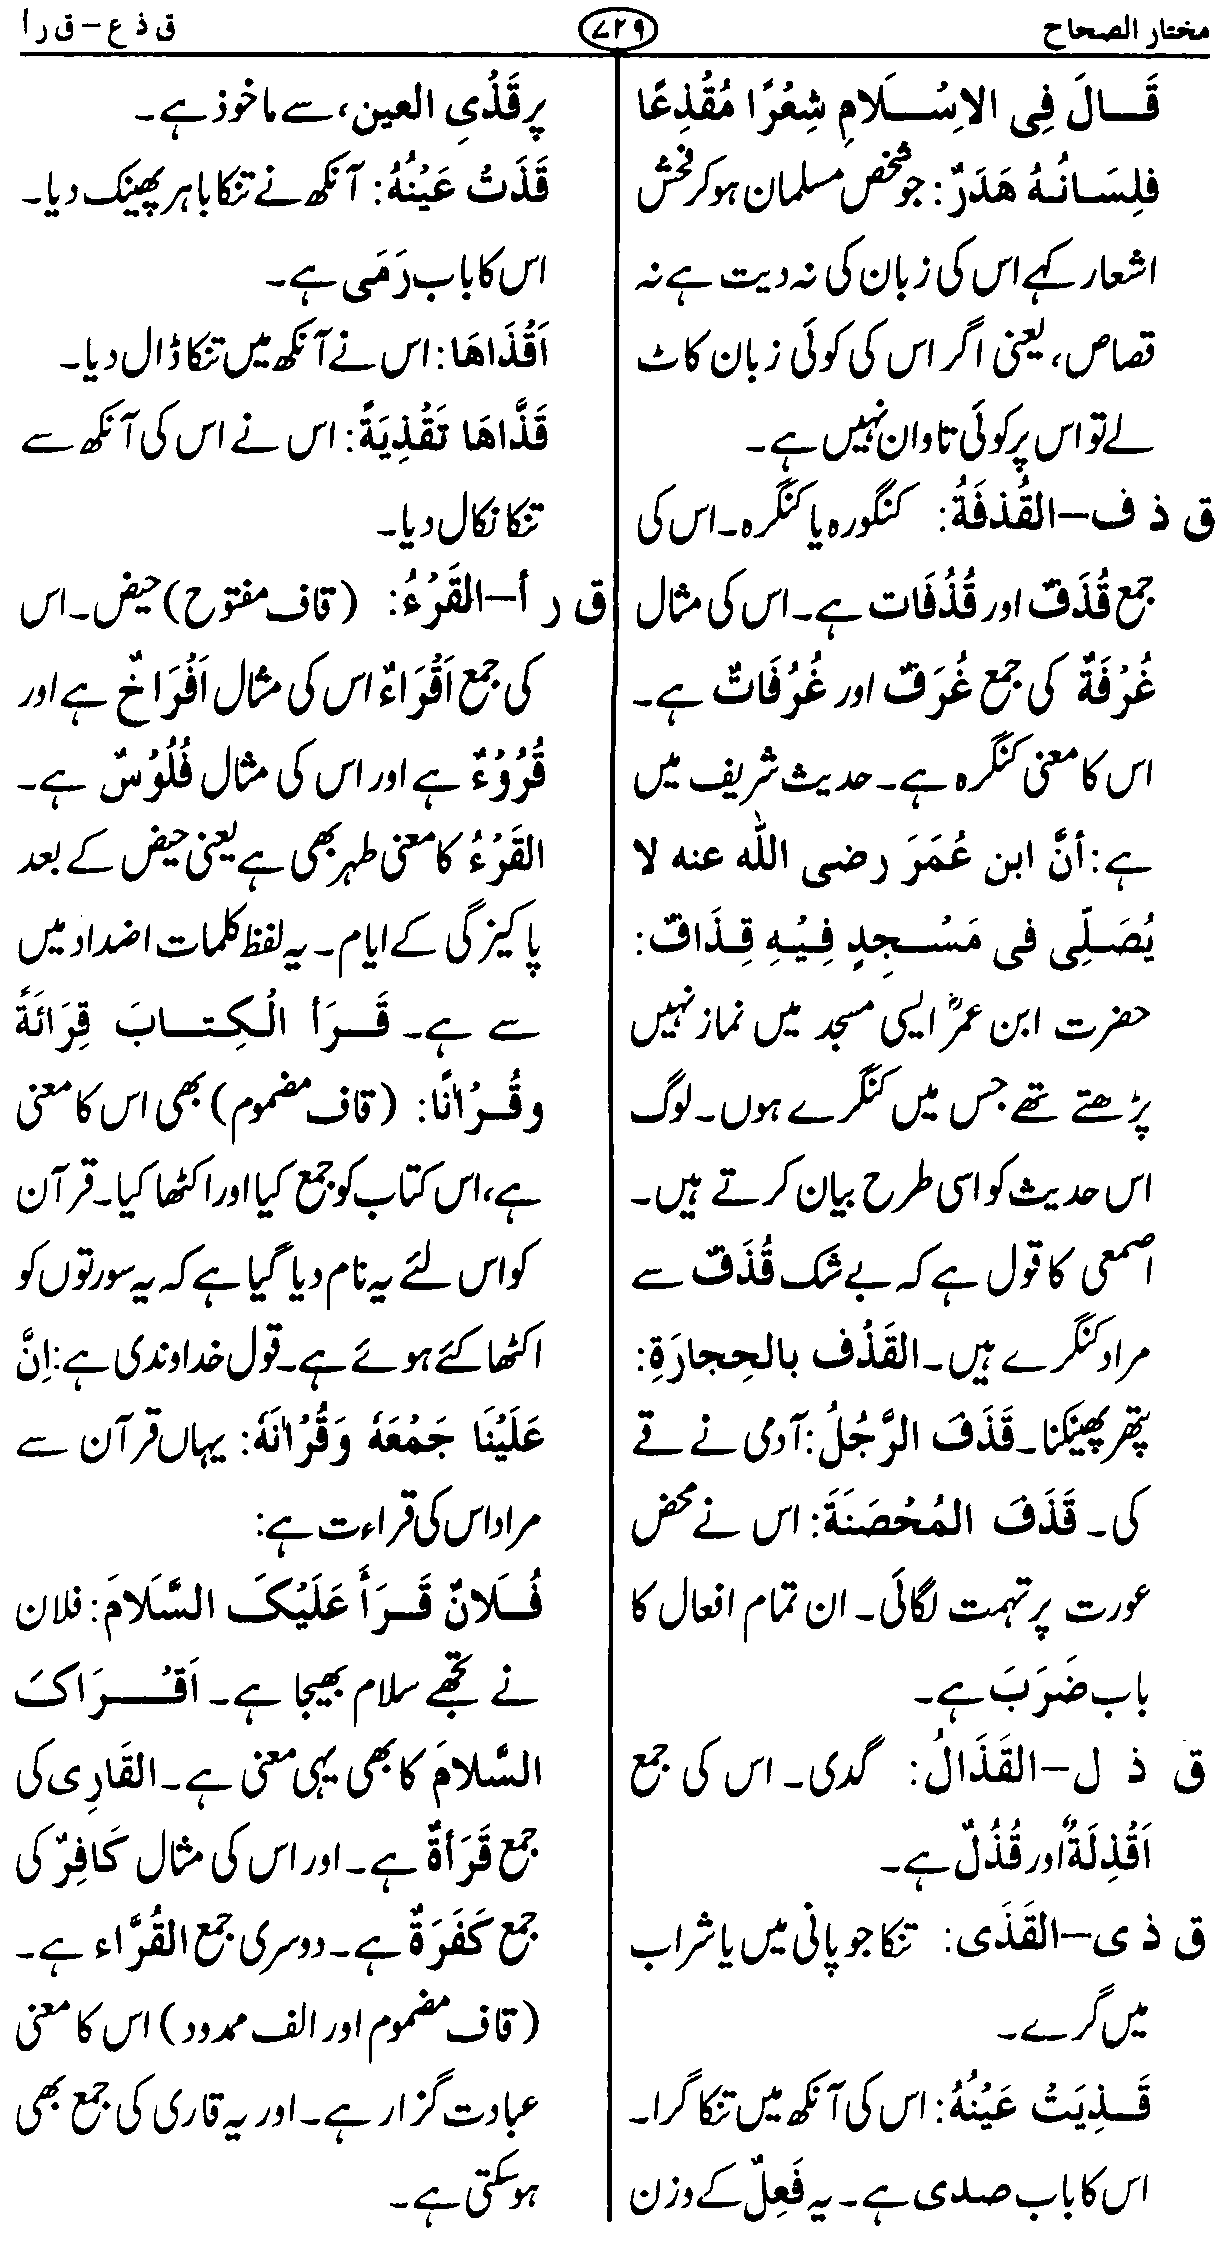 مختار الصحاح
۷۲۹
ق ذ ع – ق ر ا
قَالَ فِی الاِسْلَامِ شِعْرًا مُقْذِعًا
فلِسَانُهُ هَدَرٌ: جو شخص مسلمان ہو کر فحش
اشعار کہے اس کی زبان کی نہ دیت ہے نہ
قصاص، یعنی اگر اس کی کوئی زبان کاٹ
لے تو اس پر کوئی تاوان نہیں ہے۔
ق ذ ف – القُذفَةُ: کنگورہ یا کنگرہ۔ اس کی
جمع قُذَفٌ اور قُذُفَات ہے۔ اس کی مثال
غُرْفَةٌ کی جمع غُرَفٌ اور غُرُفَاتٌ ہے۔
اس کا معنی کنگرہ ہے۔ حدیث شریف میں
ہے: أنَّ ابن عُمَرَ رضی اللّٰه عنه لا
یُصَلِّی فی مَسْجِدٍ فِیْهِ قِذَاقٌ:
حضرت ابن عمرؓ ایسی مسجد میں نماز نہیں
پڑھتے تھے جس میں کنگرے ہوں۔ لوگ
اس حدیث کو اسی طرح بیان کرتے ہیں۔
اصمعی کا قول ہے کہ بے شک قُذَفٌ سے
مراد کنگرے ہیں۔ القَذْف بالحِجارَةِ:
پتھر پھینکنا۔ قَذَفَ الرَّجُلُ: آدمی نے قے
کی۔ قَذَفَ المُحْصَنَةَ: اس نے محض
عورت پر تہمت لگائی۔ ان تمام افعال کا
باب ضَرَبَ ہے۔
ق ذ ل – القَذَالُ: گدی۔ اس کی جمع
اَقْذِلَةٌ اور قُذُلٌ ہے۔
ق ذ ی – القَذَی: تنکا جو پانی میں یا شراب
میں گرے۔
قَذِیَتْ عَیْنُهُ: اس کی آنکھ میں تنکا گرا۔
اس کا باب صدی ہے۔ یہ فَعِلٌ کے وزن
پر قَذْیِ العین، سے ماخوذ ہے۔
قَذَتْ عَیْنُهُ: آنکھ نے تنکا باہر پھینک دیا۔
اس کا باب رَمَی ہے۔
اَقْذَاهَا: اس نے آنکھ میں تنکا ڈال دیا۔
قَذَّاهَا تَقْذِیَةً: اس نے اس کی آنکھ سے
تنکا نکال دیا۔
ق ر أ – القَرْءُ: (قاف مفتوح) حیض۔ اس
کی جمع اَقْرَاءٌ اس کی مثال اَفْرَاخٌ ہے اور
قُرُوْءٌ ہے اور اس کی مثال فُلُوْسٌ ہے۔
القَرْءُ کا معنی طہر بھی ہے یعنی حیض کے بعد
پاکیزگی کے ایام۔ یہ لفظ کلمات اضداد میں
سے ہے۔ قَرَأ الْکِتابَ قِرَائَةً
وقُرْانًا: (قاف مضموم) بھی اس کا معنی
ہے، اس کتاب کو جمع کیا اور اکٹھا کیا۔ قرآن
کو اس لئے یہ نام دیا گیا ہے کہ یہ سورتوں کو
اکٹھا کئے ہوئے ہے۔ قول خداوندی ہے: اِنَّ
عَلَیْنَا جَمْعَهٗ وَقُرْاٰنَهٗ: یہاں قرآن سے
مراد اس کی قراءت ہے:
فُلَانٌ قَرَأَ عَلَیْکَ السَّلَامَ: فلان
نے تجھے سلام بھیجا ہے۔ اَقْرَاکَ
السَّلامَ کا بھی یہی معنی ہے۔ القَارِی کی
جمع قَرَأةٌ ہے۔ اور اس کی مثال کَافِرٌ کی
جمع کَفَرَةٌ ہے۔ دوسری جمع القُرَّاء ہے۔
(قاف مضموم اور الف ممدود) اس کا معنی
عبادت گزار ہے۔ اور یہ قاری کی جمع بھی
ہو سکتی ہے۔